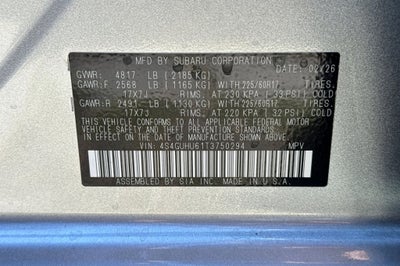 MFD BY SUBARU CORPORATION DATE: 02/26
GVWR: 4817 LB (2185 KG)
GAWR:F 2568 LB (1165 KG) WITH 225/60R17 TIRES.
17X7J RIMS. AT 230 KPA ( 33 PSI) COLD
GAWR:R 2491 LB (1130 KG) WITH 225/60R17 TIRES.
17X7J RIMS. AT 220 KPA ( 32 PSI) COLD
THIS VEHICLE CONFORMS TO ALL APPLICABLE FEDERAL MOTOR
VEHICLE SAFETY AND THEFT PREVENTION STANDARDS IN EFFECT
ON THE DATE OF MANUFACTURE SHOWN ABOVE.
VIN: 4S4GUHU61T3750294 MPV
ASSEMBLED BY SIA INC. MADE IN U.S.A.